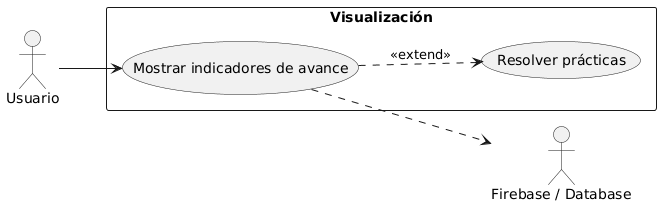 Visualización
Usuario
Mostrar indicadores de avance
«extend»
Resolver prácticas
Firebase / Database